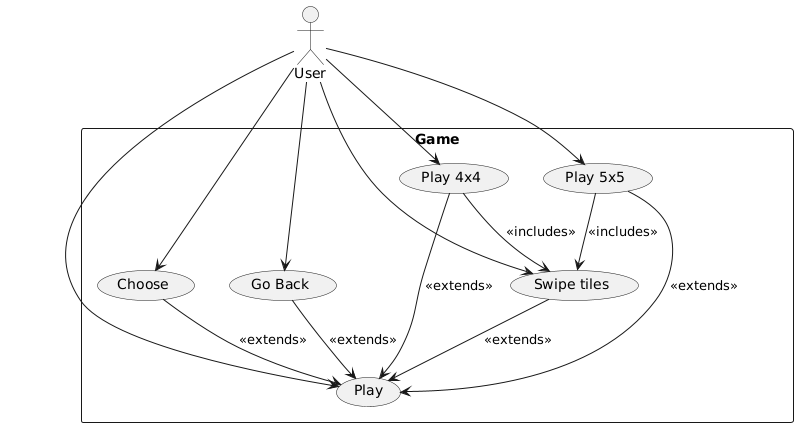 User
Game
Play 4x4
Play 5x5
«includes»
«includes»
Choose
Go Back
«extends»
Swipe tiles
«extends»
«extends»
«extends»
«extends»
Play